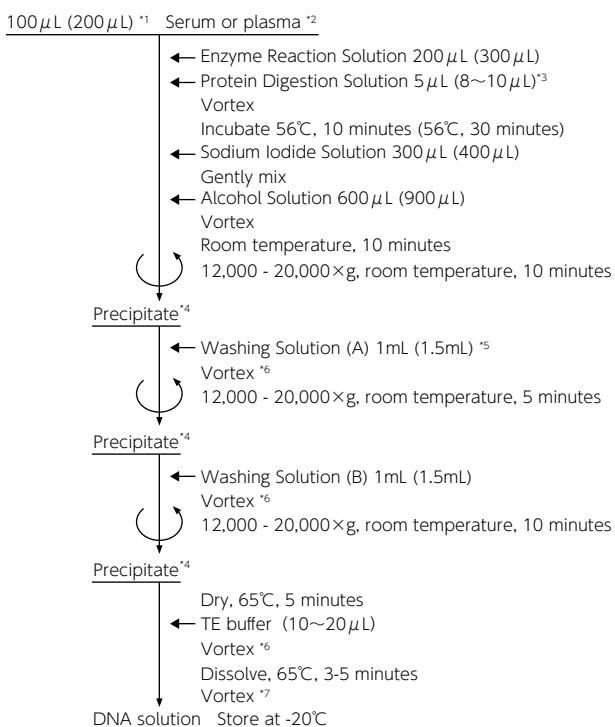 100μL (200μL) *1 Serum or plasma *2
Enzyme Reaction Solution 200μL (300μL)
Protein Digestion Solution 5μL (8～10μL)*3
Vortex
Incubate 56℃, 10 minutes (56℃, 30 minutes)
Sodium Iodide Solution 300μL (400μL)
Gently mix
Alcohol Solution 600μL (900μL)
Vortex
Room temperature, 10 minutes
12,000 - 20,000×g, room temperature, 10 minutes
Precipitate*4
Washing Solution (A) 1mL (1.5mL) *5
Vortex *6
12,000 - 20,000×g, room temperature, 5 minutes
Precipitate*4
Washing Solution (B) 1mL (1.5mL)
Vortex *6
12,000 - 20,000×g, room temperature, 10 minutes
Precipitate*4
Dry, 65℃, 5 minutes
TE buffer (10～20μL)
Vortex *6
Dissolve, 65℃, 3-5 minutes
Vortex *7
DNA solution Store at -20℃